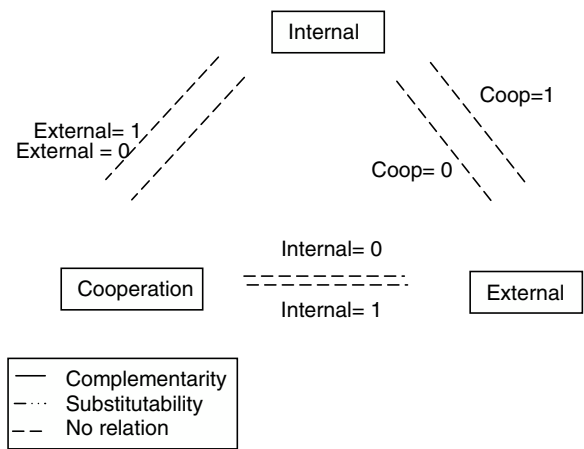 Internal
External= 1
External = 0
Coop=1
Coop= 0
Internal= 0
Cooperation
External
Internal= 1
Complementarity
Substitutability
No relation